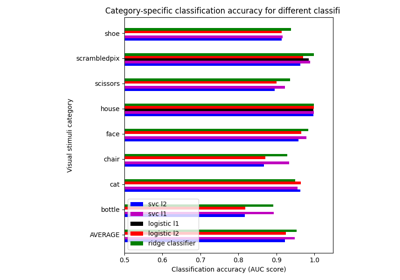 Category-specific classification accuracy for different classifi
Visual stimuli category
shoe
scrambledpix
scissors
house
face
chair
cat
bottle
AVERAGE
svc l2
svc l1
logistic l1
logistic l2
ridge classifier
0.5 0.6 0.7 0.8 0.9 1.0
Classification accuracy (AUC score)